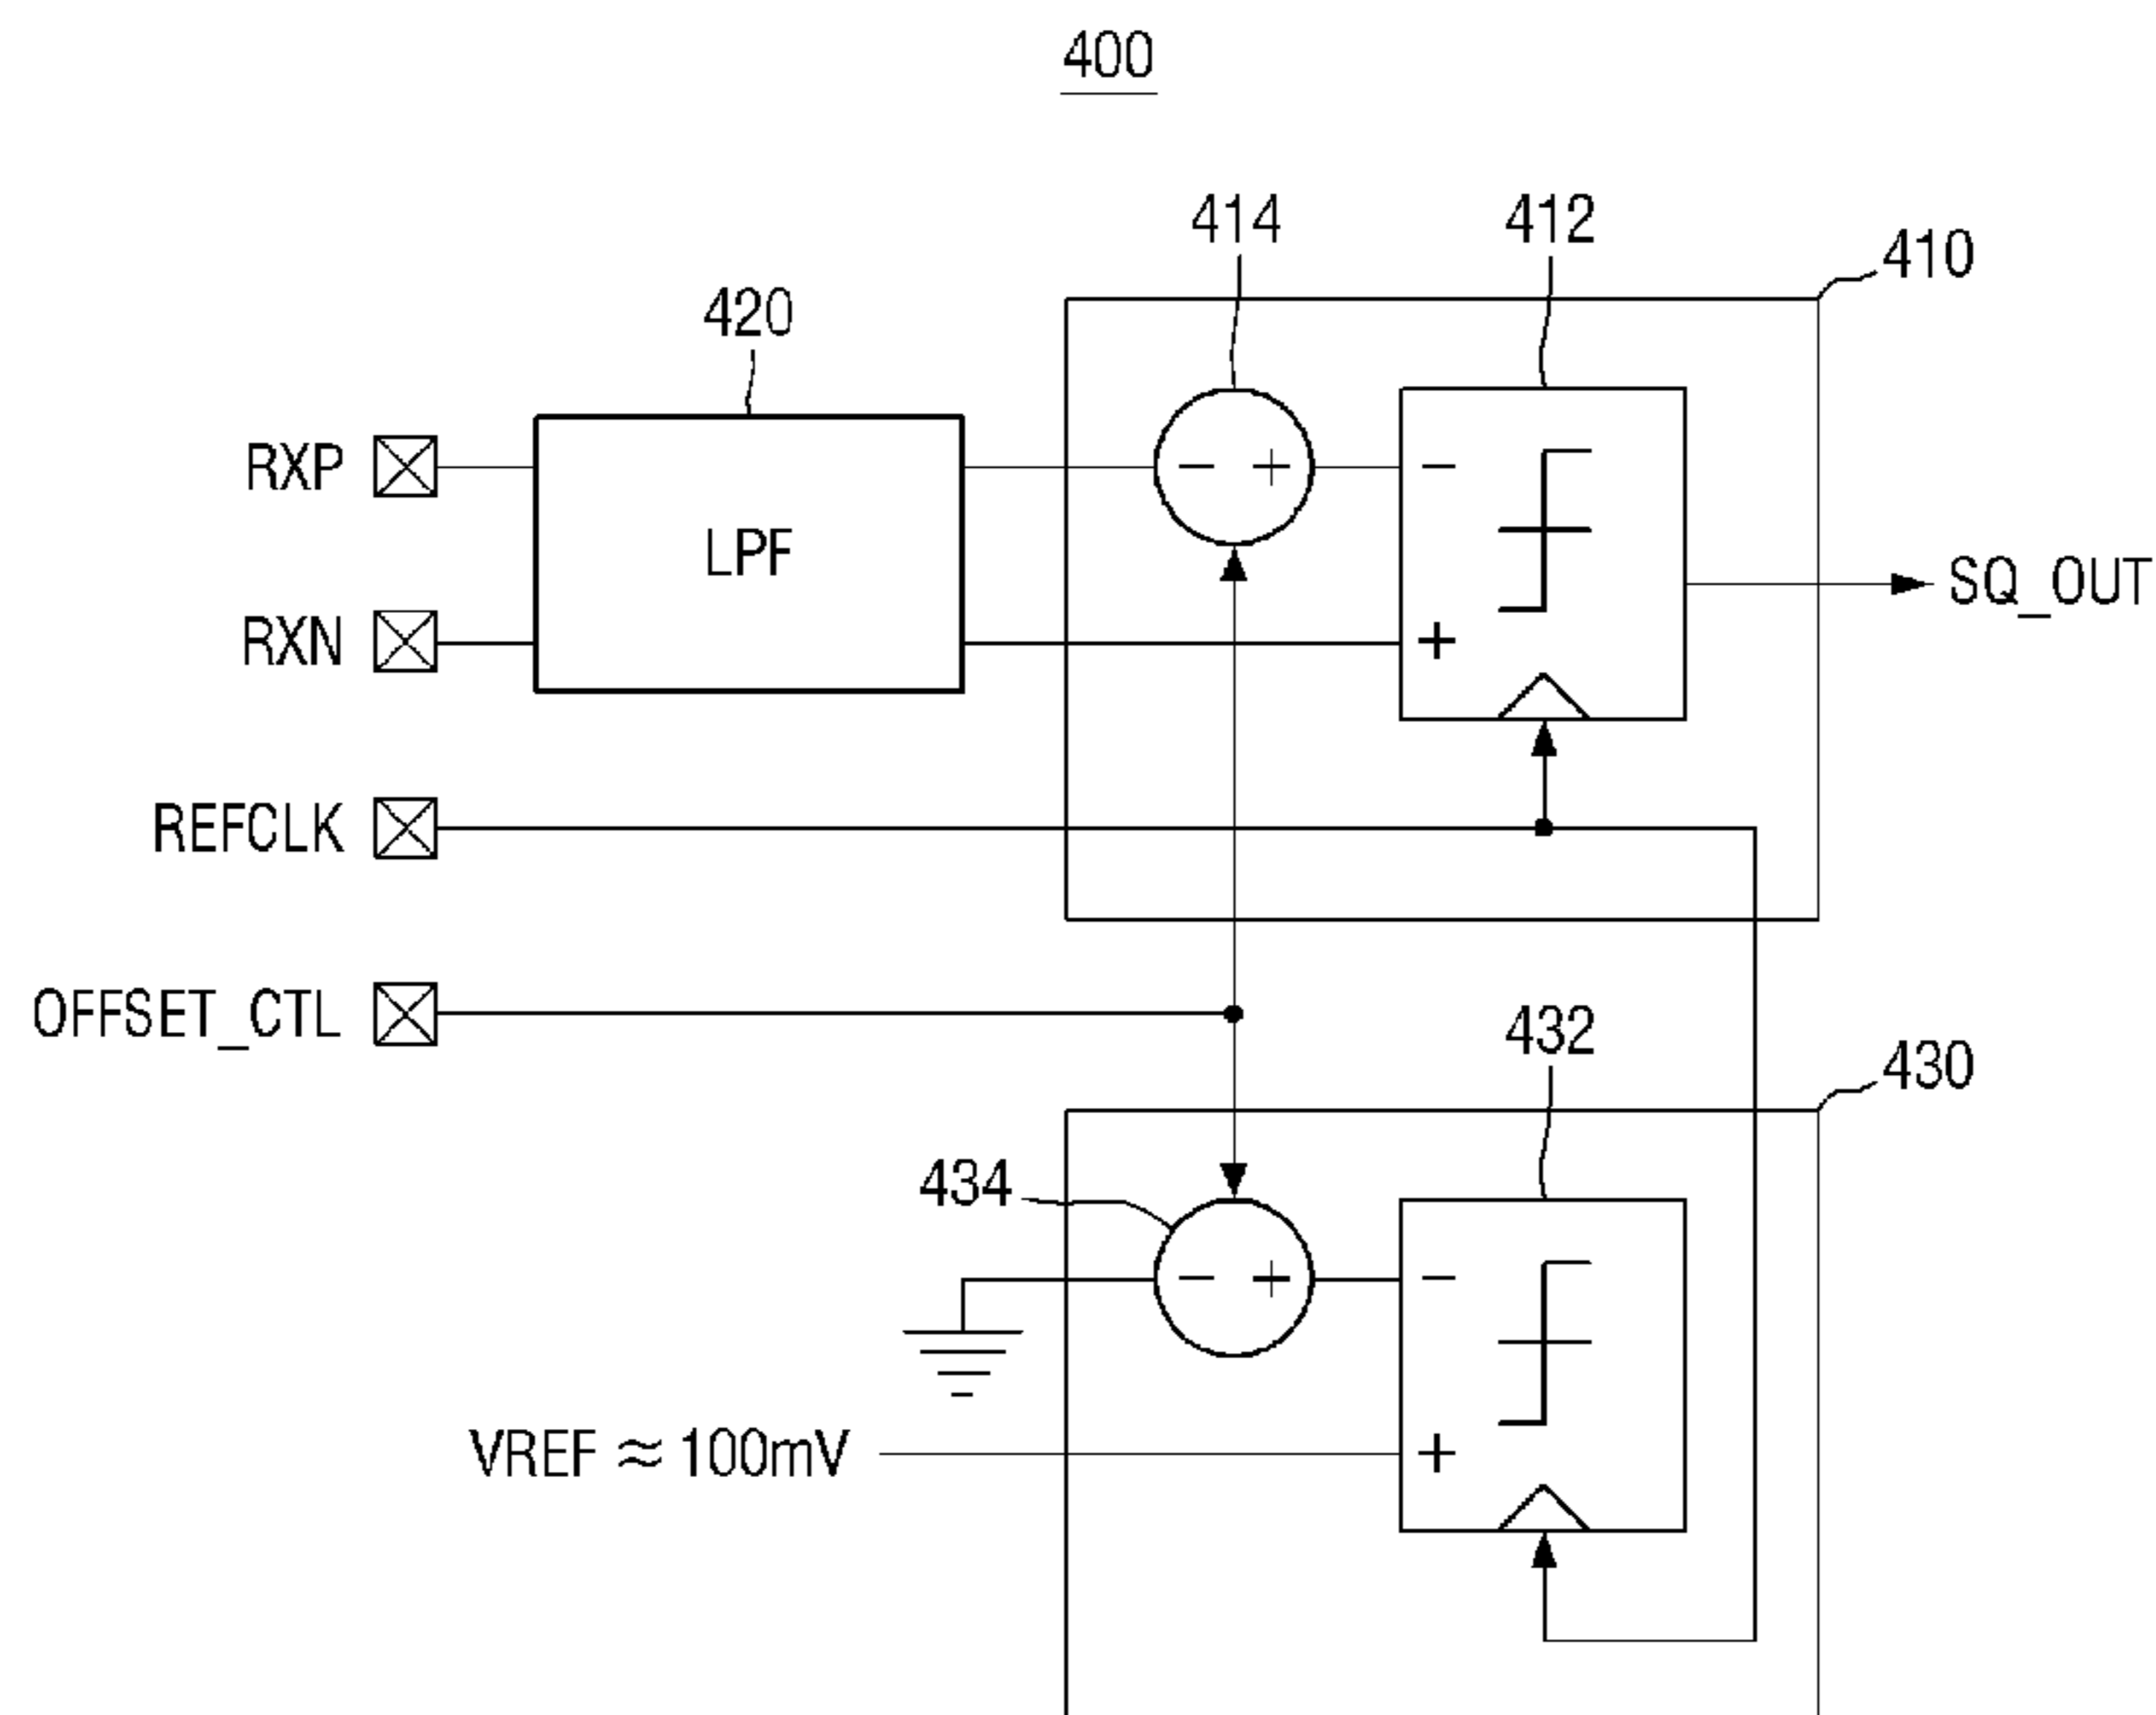 400
414
412
410
420
RXP
LPF
RXN
− +
−
+
SQ_OUT
REFCLK
OFFSET_CTL
432
430
434
− +
−
VREF ≈ 100mV
+